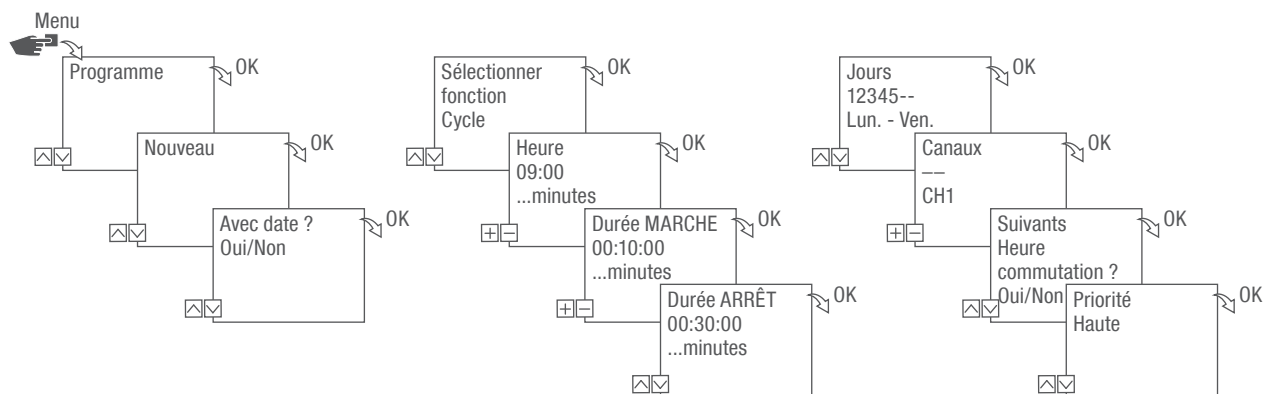 Menu
Programme
OK
Nouveau
OK
Avec date ?
Oui/Non
OK
Sélectionner
fonction
Cycle
OK
Heure
09:00
...minutes
OK
Durée MARCHE
00:10:00
...minutes
OK
Durée ARRÊT
00:30:00
...minutes
OK
Jours
12345--
Lun. - Ven.
OK
Canaux
––
CH1
OK
Suivants
Heure
commutation ?
Oui/Non
OK
Priorité
Haute
OK